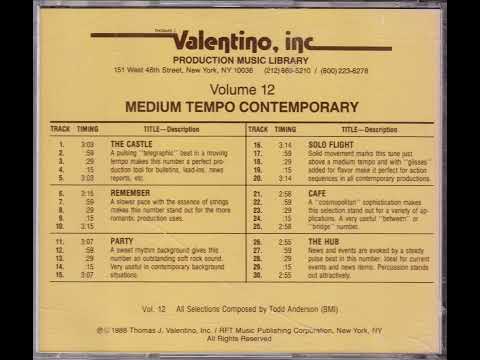 THOMAS J.
Valentino, inc
PRODUCTION MUSIC LIBRARY
151 West 46th Street, New York, NY 10036 (212) 869-5210 / (800) 223-6278
Volume 12
MEDIUM TEMPO CONTEMPORARY
TRACK TIMING TITLE—Description
1. 3:03 THE CASTLE
2. :59 A pulsing "telegraphic" beat in a moving
3. :29 tempo makes this number a perfect pro-
4. :15 duction tool for bulletins, lead-ins, news
5. 3:03 reports, etc.
6. 3:15 REMEMBER
7. :59 A slower pace with the essence of strings
8. :29 makes this number stand out for the more
9. :15 romantic production uses.
10. 3:15
11. 3:07 PARTY
12. :59 A sweet rhythm background gives this
13. :29 number an outstanding soft rock sound.
14. :15 Very useful in contemporary background
15. 3:07 situations.
TRACK TIMING TITLE—Description
16. 3:14 SOLO FLIGHT
17. :59 Solid movement marks this tune just
18. :29 above a medium tempo and with "glisses"
19. :15 added for flavor make it perfect for action
20. 3:14 sequences in all contemporary productions.
21. 2:58 CAFE
22. :59 A "cosmopolitan" sophistication makes
23. :29 this selection stand out for a variety of ap-
24. :15 plications. A very useful "between" or
25. 2:58 "bridge" number.
26. 2:55 THE HUB
27. :59 News and events are evoked by a steady
28. :29 pulse beat in this number. Ideal for current
29. :15 events and news items. Percussion stands
30. 2:55 out attractively.
Vol. 12 All Selections Composed by Todd Anderson (BMI)
Ⓟ© 1988 Thomas J. Valentino, Inc. / RFT Music Publishing Corporation, New York, NY
All Rights Reserved